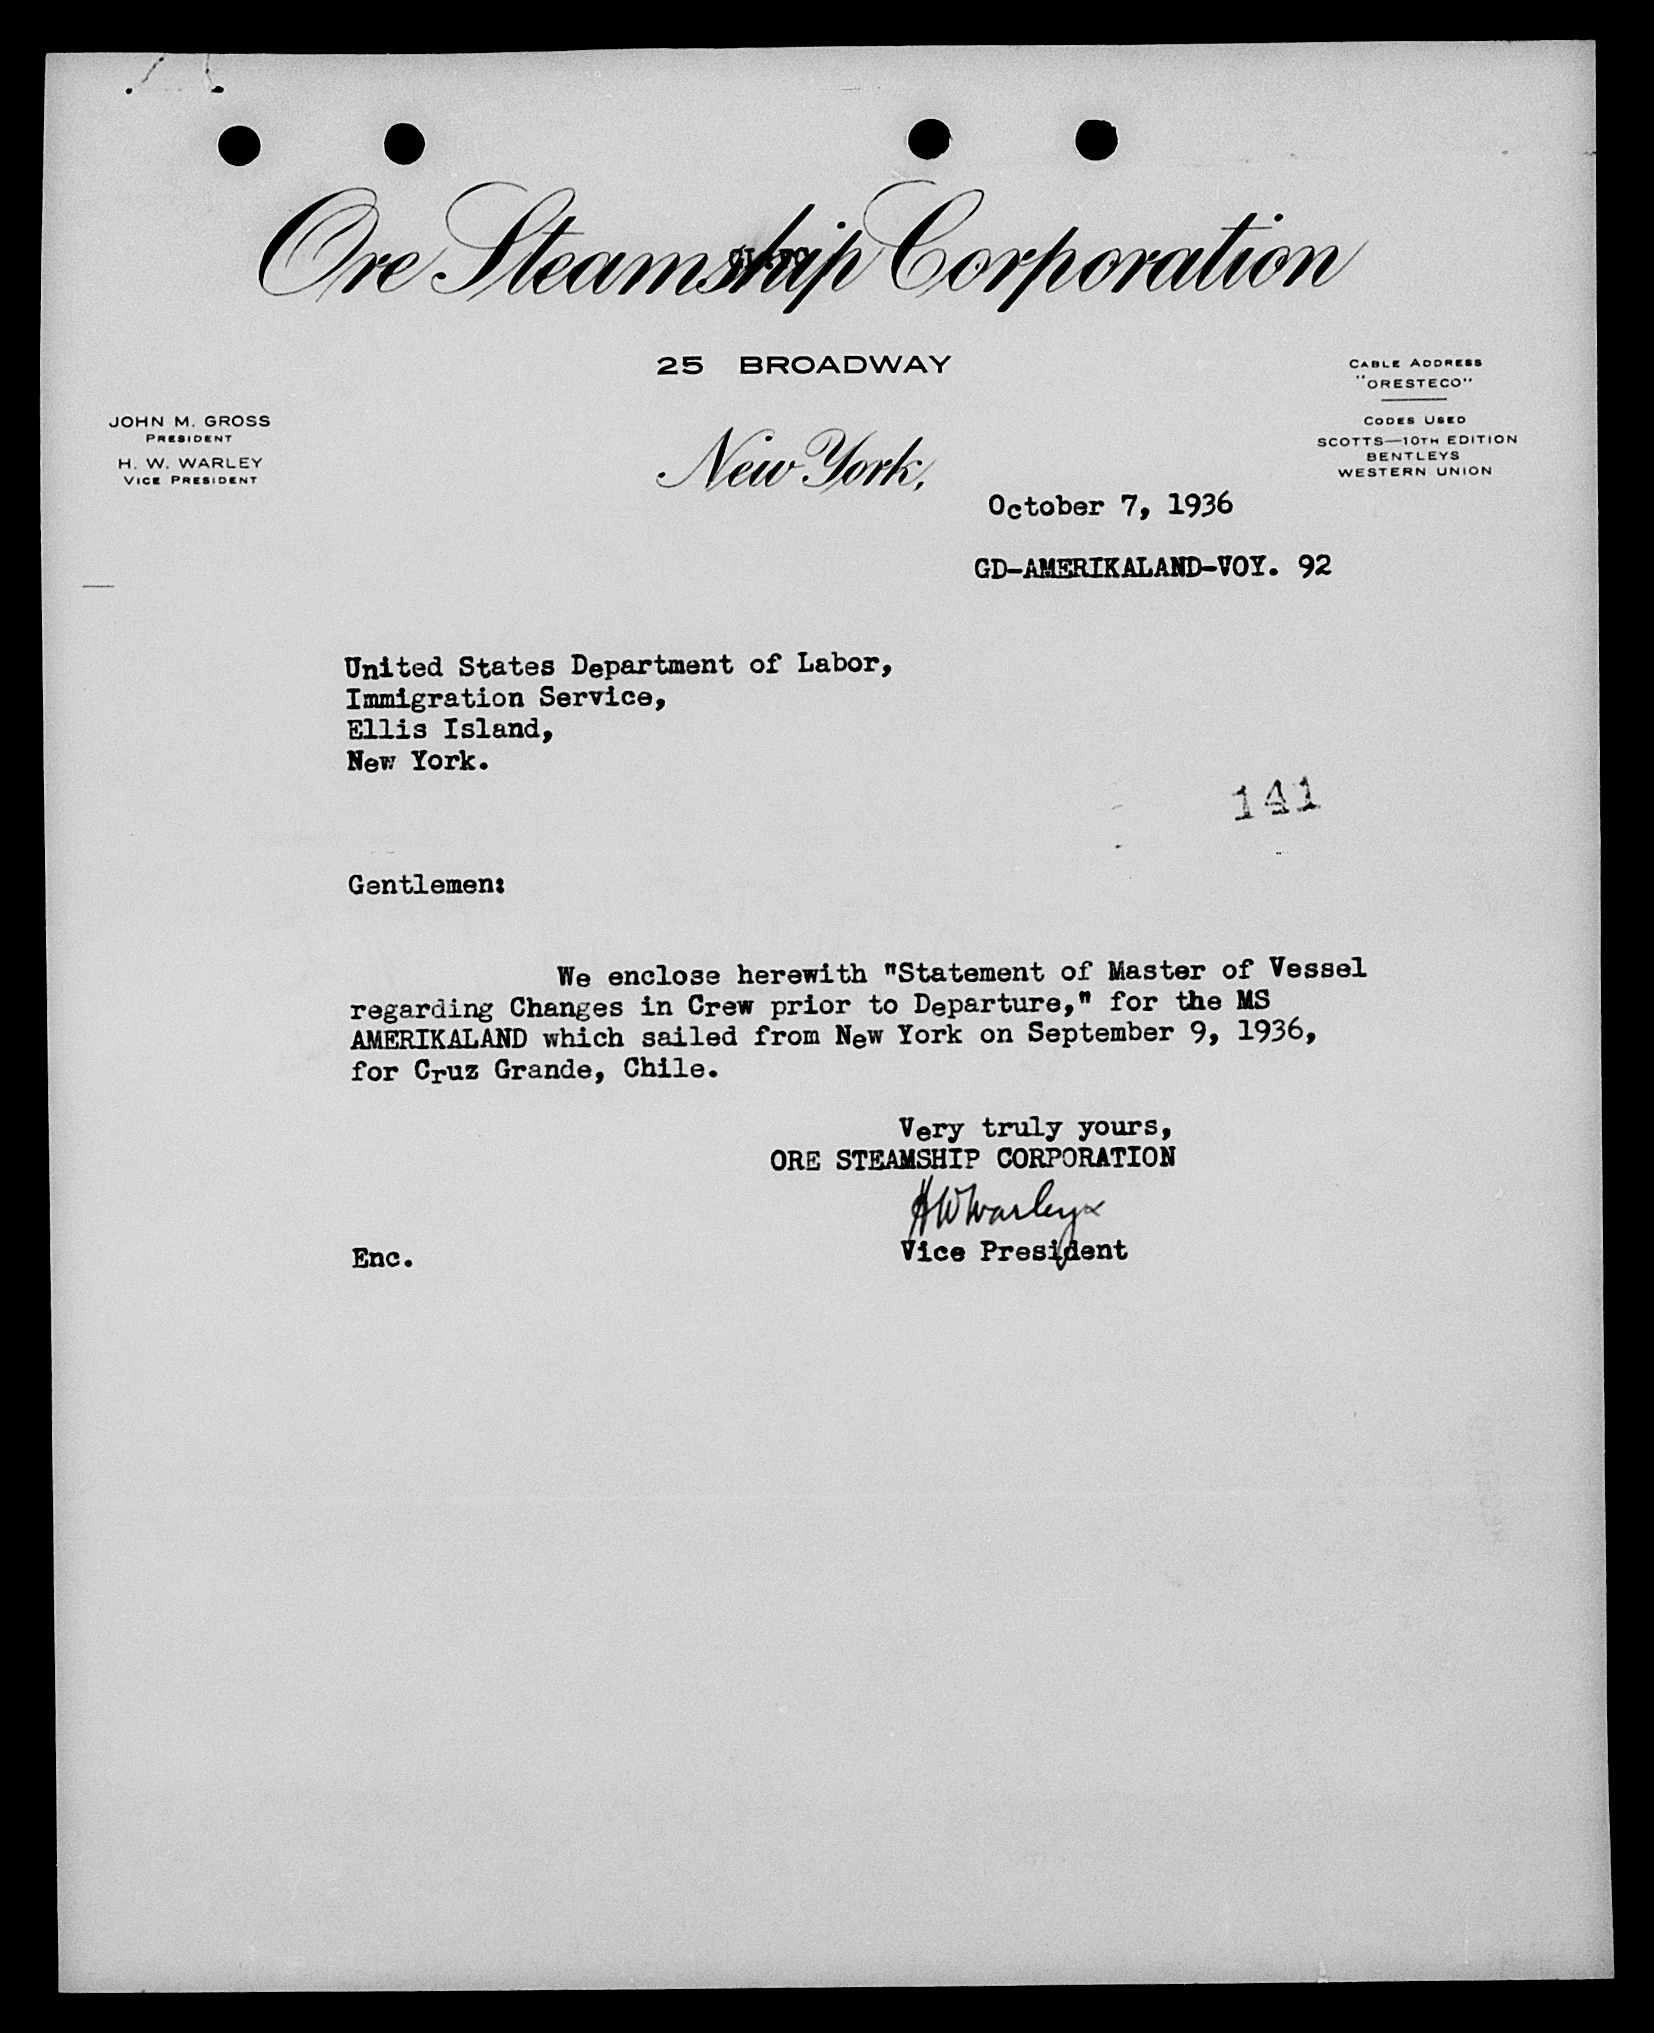 Ore Steamship Corporation
25 BROADWAY
New York,
JOHN M. GROSS
PRESIDENT
H. W. WARLEY
VICE PRESIDENT
CABLE ADDRESS
"ORESTECO"
CODES USED
SCOTTS—10TH EDITION
BENTLEYS
WESTERN UNION
October 7, 1936
GD-AMERIKALAND-VOY. 92
United States Department of Labor,
Immigration Service,
Ellis Island,
New York.
141
Gentlemen:
We enclose herewith "Statement of Master of Vessel
regarding Changes in Crew prior to Departure," for the MS
AMERIKALAND which sailed from New York on September 9, 1936,
for Cruz Grande, Chile.
Very truly yours,
ORE STEAMSHIP CORPORATION
HW Warley
Vice President
Enc.